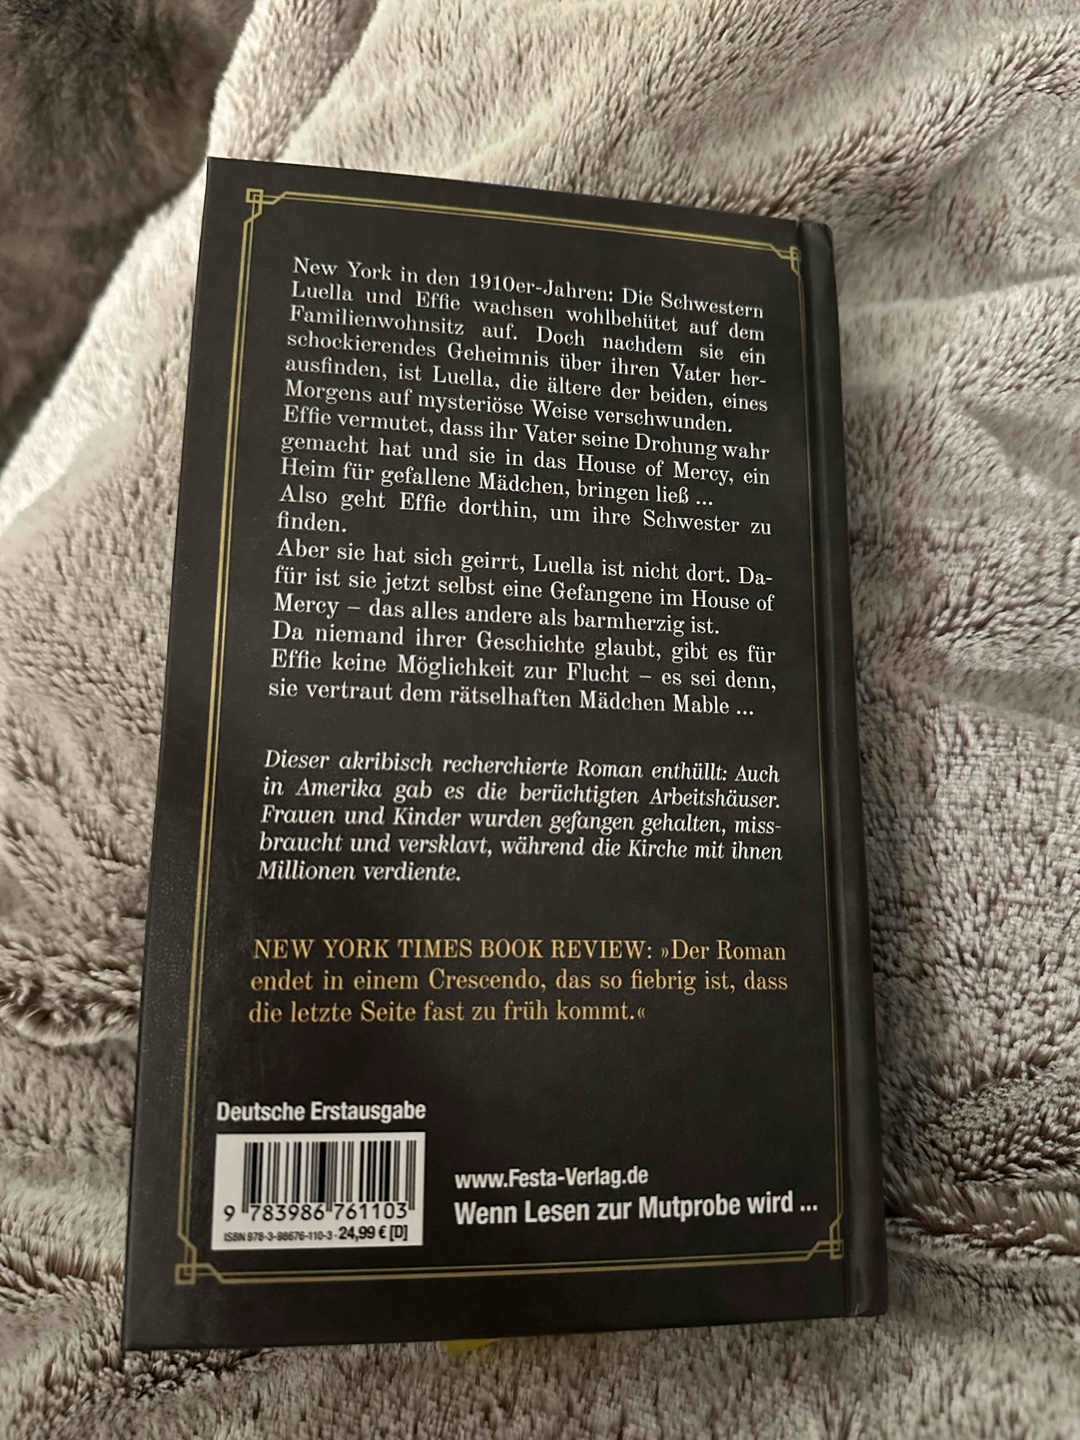 New York in den 1910er-Jahren: Die Schwestern
Luella und Effie wachsen wohlbehütet auf dem
Familienwohnsitz auf. Doch nachdem sie ein
schockierendes Geheimnis über ihren Vater her-
ausfinden, ist Luella, die ältere der beiden, eines
Morgens auf mysteriöse Weise verschwunden.
Effie vermutet, dass ihr Vater seine Drohung wahr
gemacht hat und sie in das House of Mercy, ein
Heim für gefallene Mädchen, bringen ließ ...
Also geht Effie dorthin, um ihre Schwester zu
finden.
Aber sie hat sich geirrt, Luella ist nicht dort. Da-
für ist sie jetzt selbst eine Gefangene im House of
Mercy – das alles andere als barmherzig ist.
Da niemand ihrer Geschichte glaubt, gibt es für
Effie keine Möglichkeit zur Flucht – es sei denn,
sie vertraut dem rätselhaften Mädchen Mable ...
Dieser akribisch recherchierte Roman enthüllt: Auch
in Amerika gab es die berüchtigten Arbeitshäuser.
Frauen und Kinder wurden gefangen gehalten, miss-
braucht und versklavt, während die Kirche mit ihnen
Millionen verdiente.
NEW YORK TIMES BOOK REVIEW: »Der Roman
endet in einem Crescendo, das so fiebrig ist, dass
die letzte Seite fast zu früh kommt.«
Deutsche Erstausgabe
9 783986 761103
ISBN 978-3-98676-110-3 · 24,99 € [D]
www.Festa-Verlag.de
Wenn Lesen zur Mutprobe wird ...